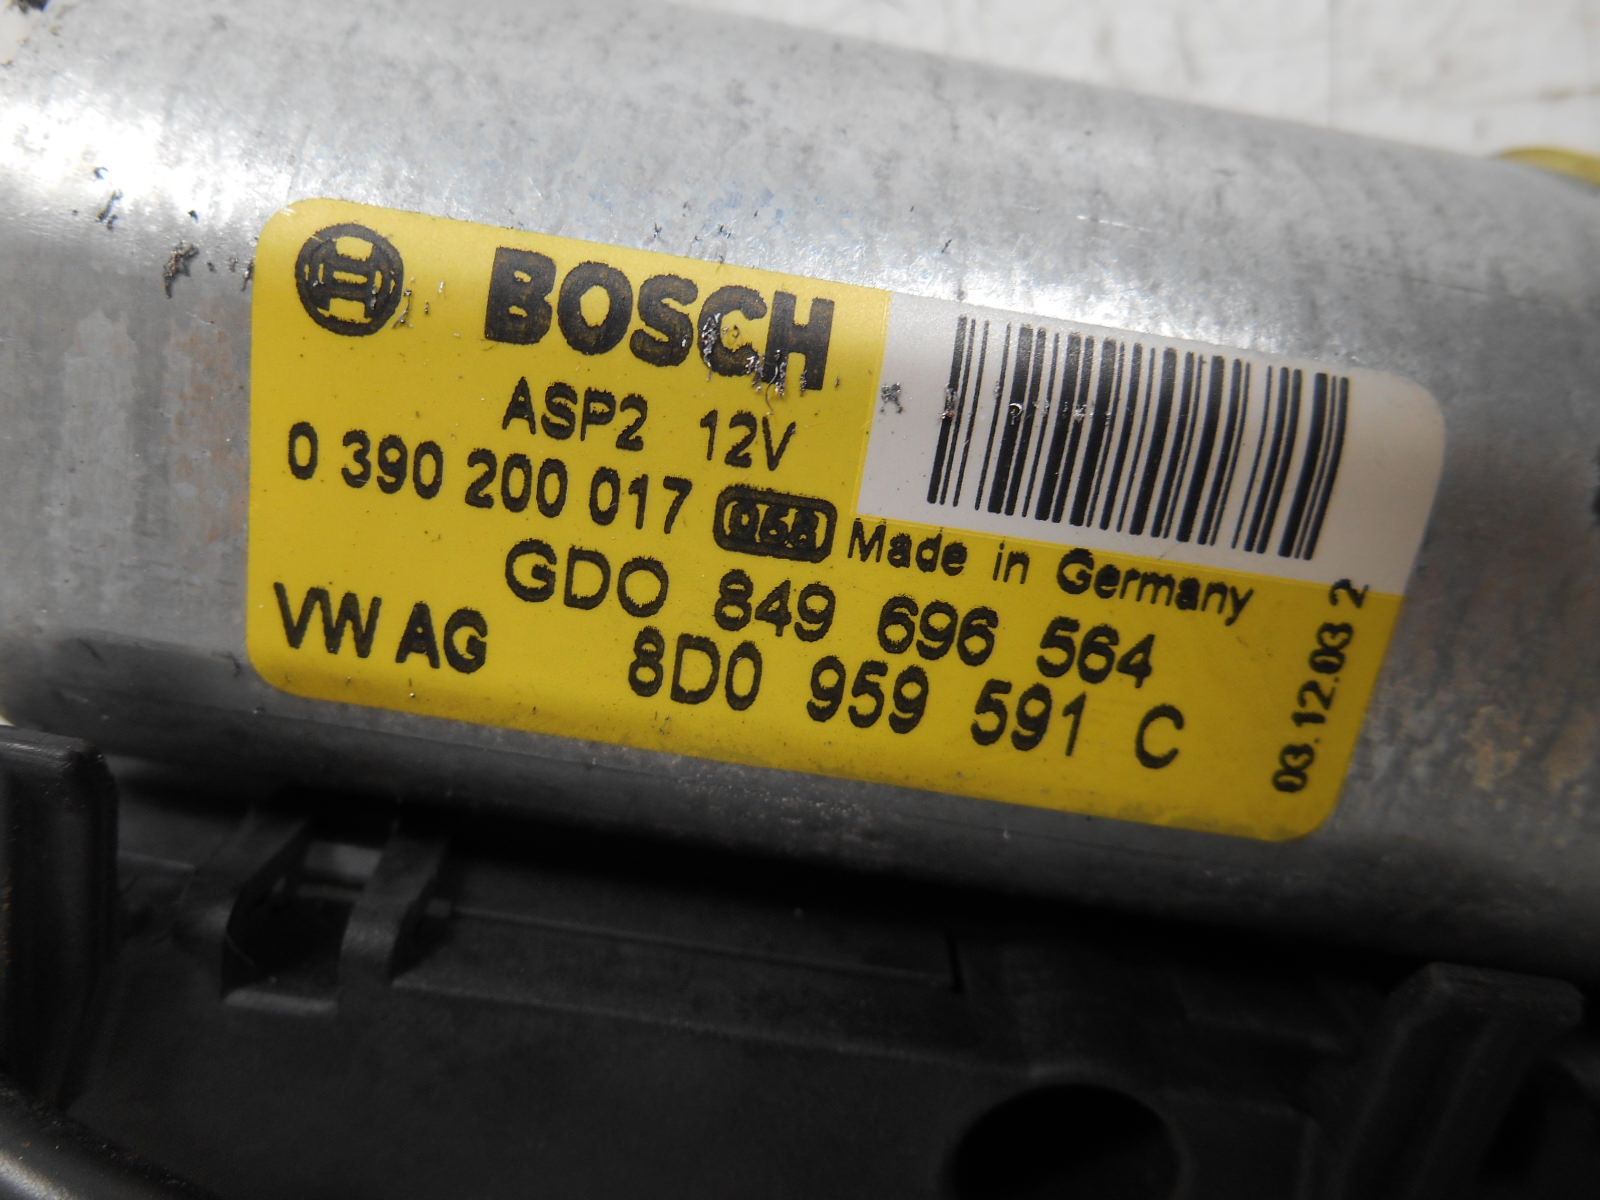 BOSCH
ASP2 12V
0 390 200 017 068 Made in Germany
GDO 849 696 564
VW AG 8D0 959 591 C
03.12.03 2